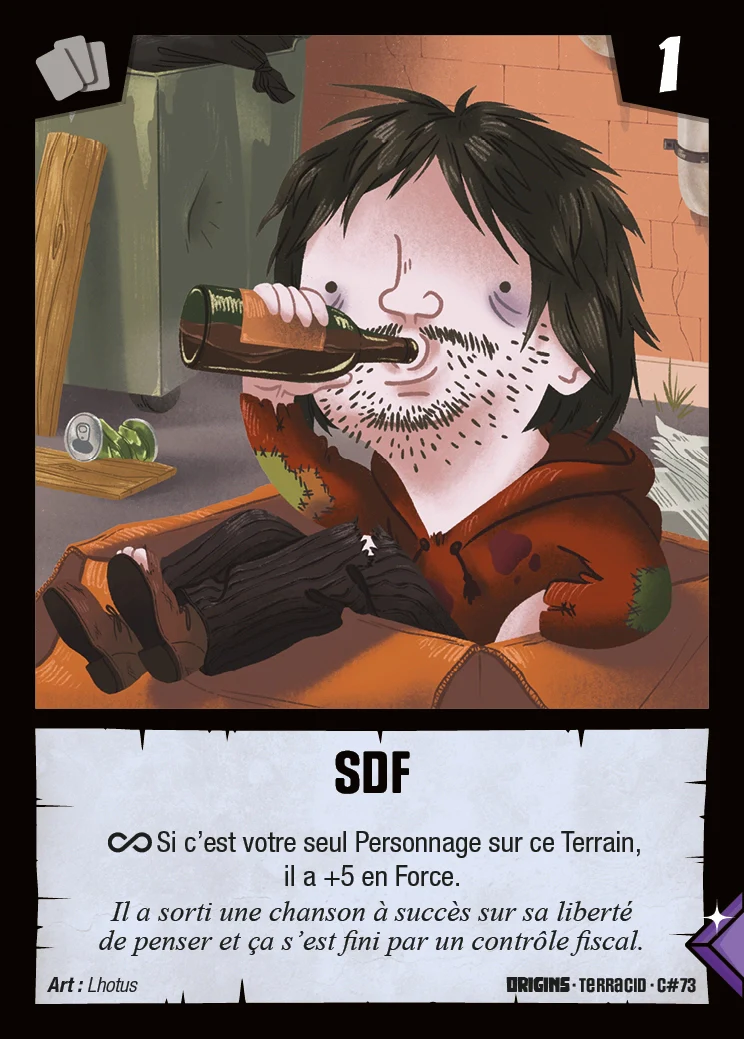 1
SDF
∞ Si c’est votre seul Personnage sur ce Terrain,
il a +5 en Force.
Il a sorti une chanson à succès sur sa liberté
de penser et ça s’est fini par un contrôle fiscal.
Art : Lhotus
ORIGINS · TERRACID · C#73